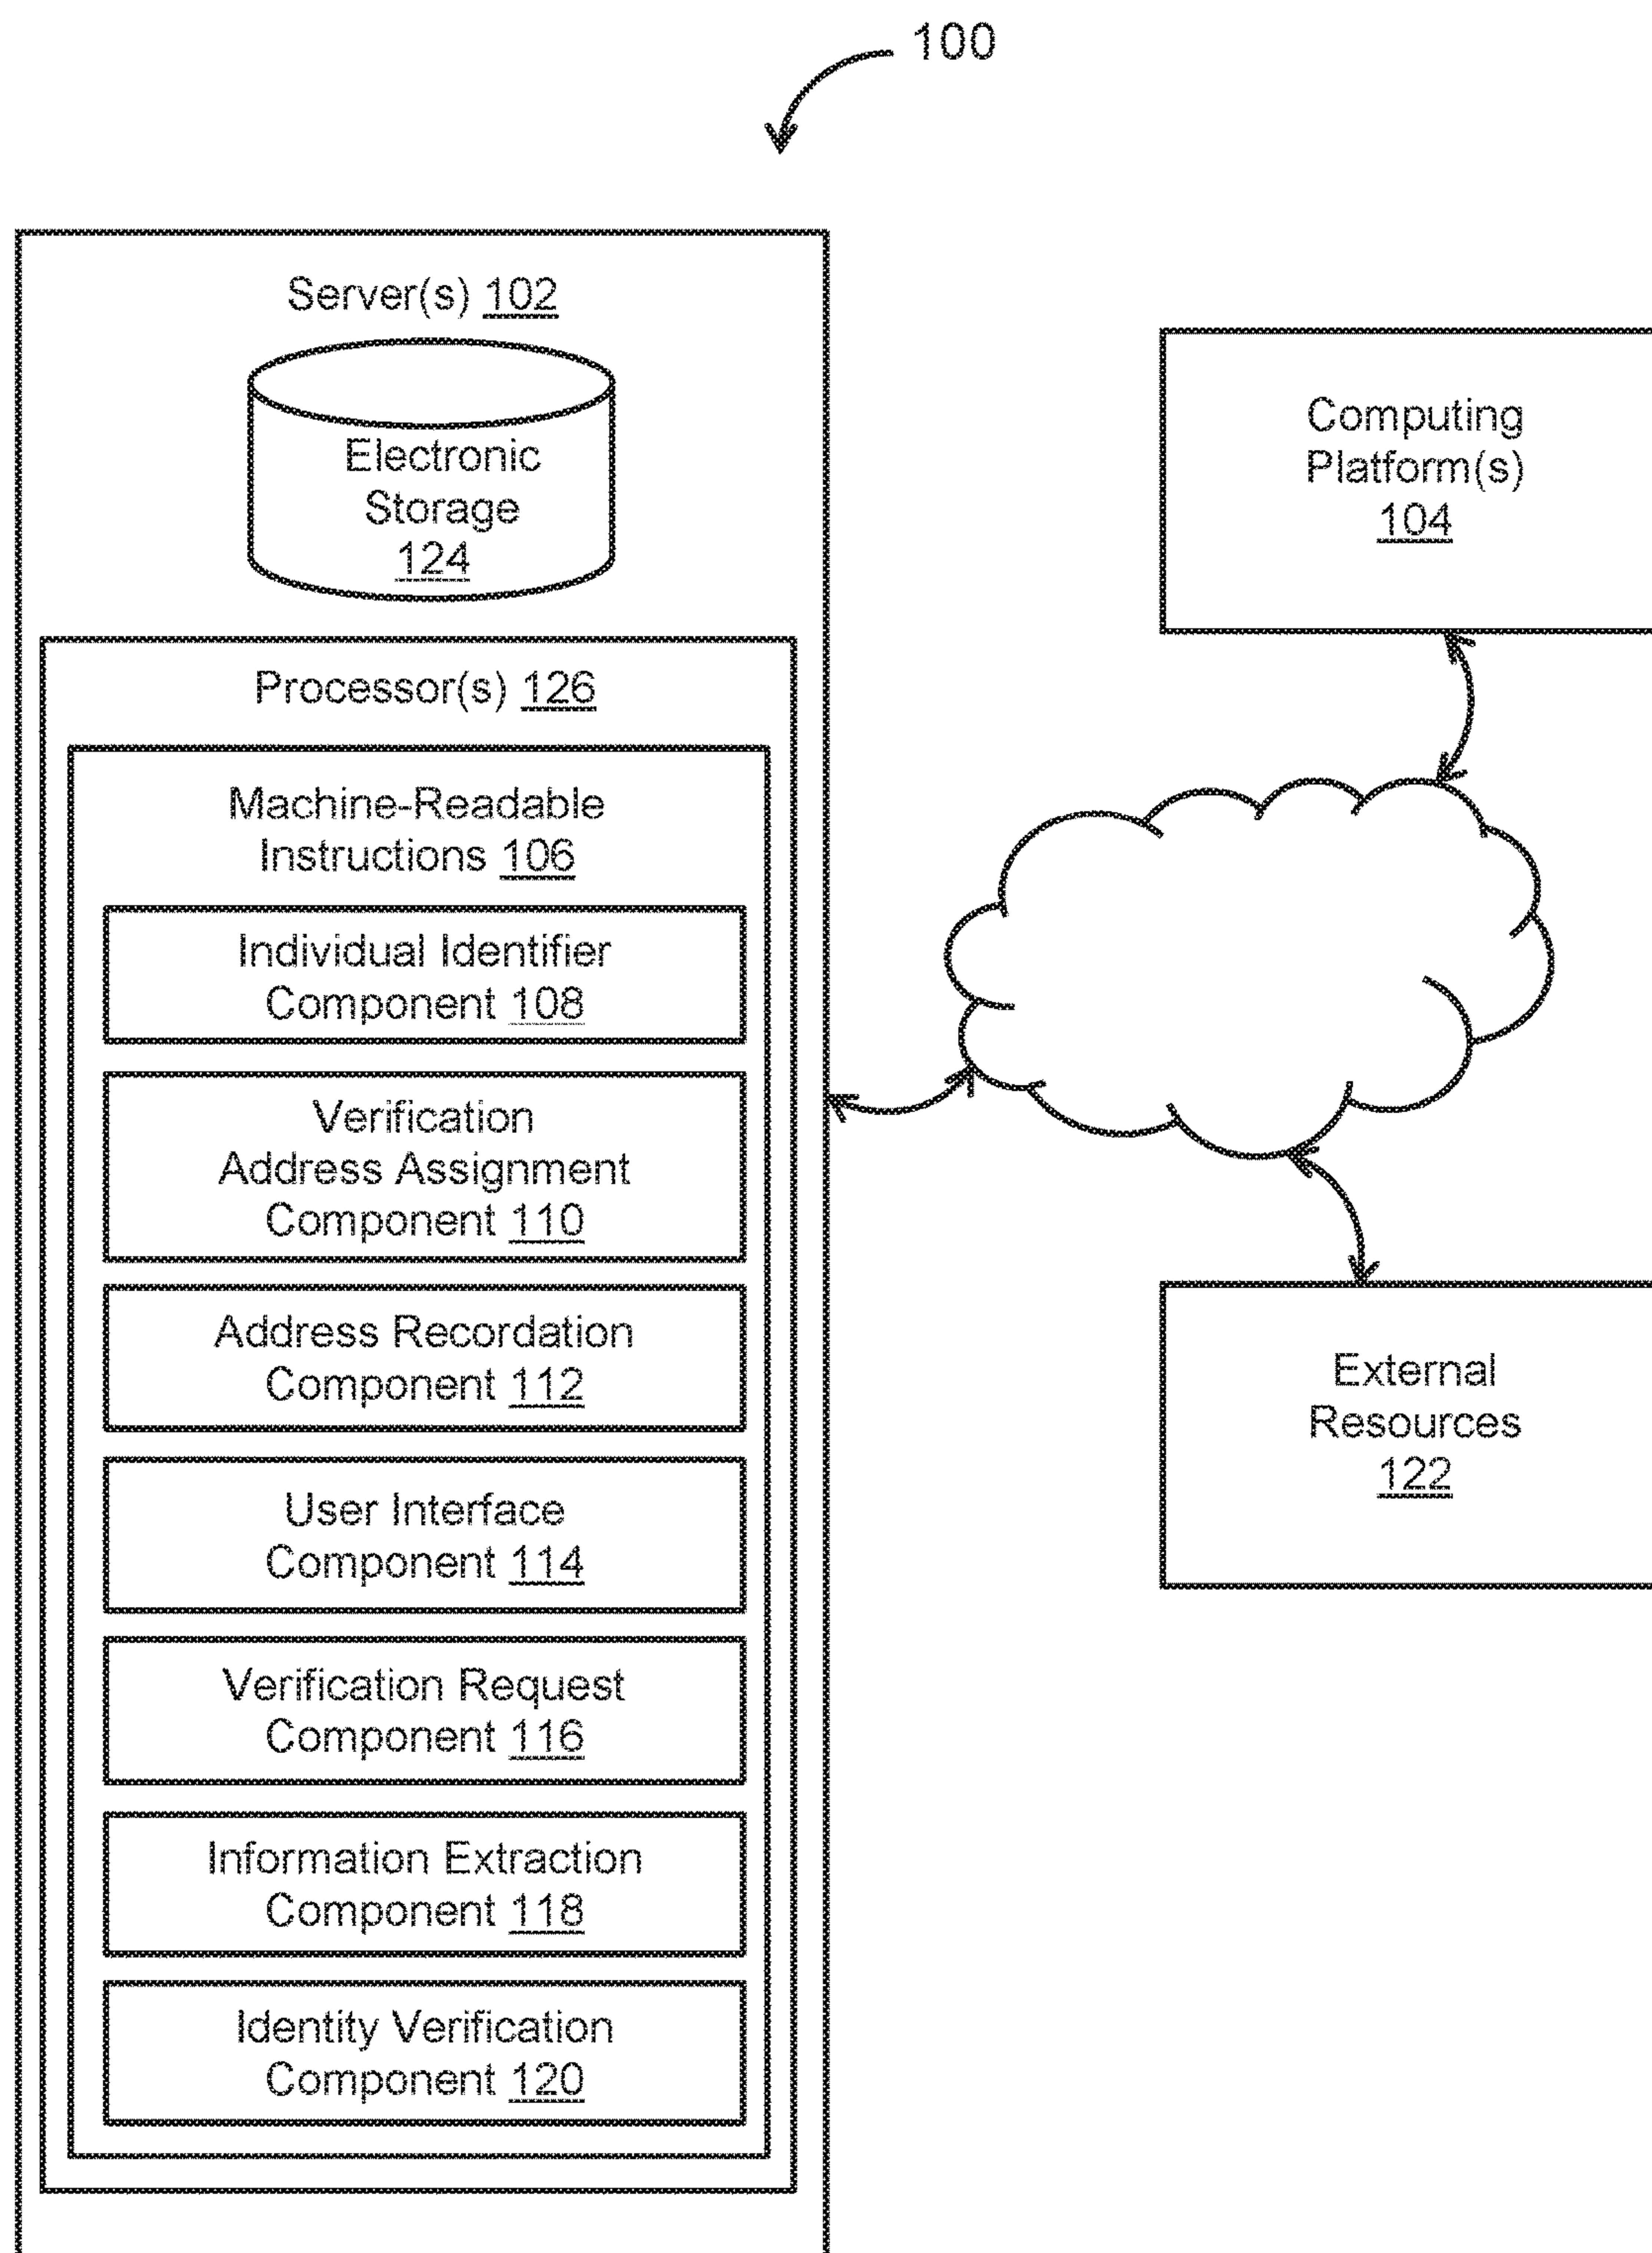 100
Server(s) 102
Electronic
Storage
124
Processor(s) 126
Machine-Readable
Instructions 106
Individual Identifier
Component 108
Verification
Address Assignment
Component 110
Address Recordation
Component 112
User Interface
Component 114
Verification Request
Component 116
Information Extraction
Component 118
Identity Verification
Component 120
Computing
Platform(s)
104
External
Resources
122